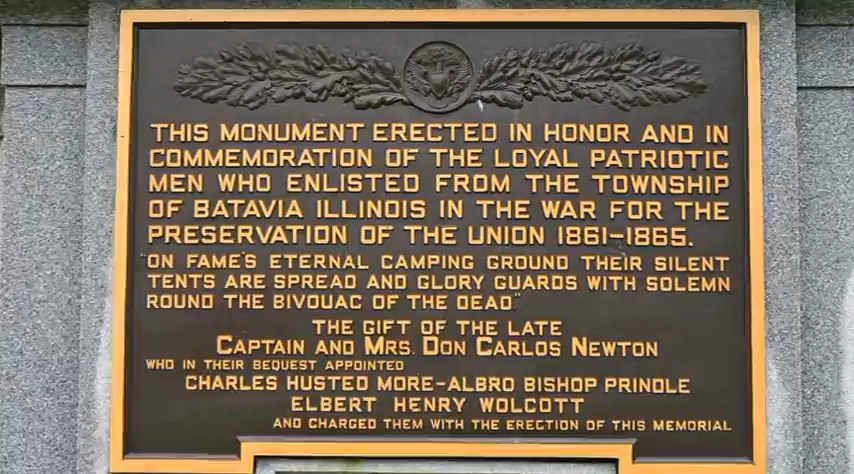 THIS MONUMENT ERECTED IN HONOR AND IN
COMMEMORATION OF THE LOYAL PATRIOTIC
MEN WHO ENLISTED FROM THE TOWNSHIP
OF BATAVIA ILLINOIS IN THE WAR FOR THE
PRESERVATION OF THE UNION 1861-1865.
"ON FAME'S ETERNAL CAMPING GROUND THEIR SILENT
TENTS ARE SPREAD AND GLORY GUARDS WITH SOLEMN
ROUND THE BIVOUAC OF THE DEAD."
THE GIFT OF THE LATE
CAPTAIN AND MRS. DON CARLOS NEWTON
WHO IN THEIR BEQUEST APPOINTED
CHARLES HUSTED MORE-ALBRO BISHOP PRINDLE
ELBERT HENRY WOLCOTT
AND CHARGED THEM WITH THE ERECTION OF THIS MEMORIAL